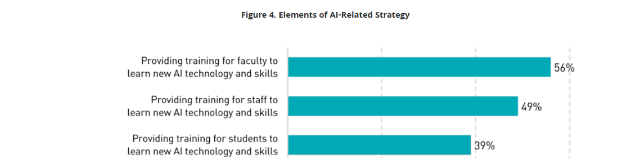 Figure 4. Elements of AI-Related Strategy
Providing training for faculty to
learn new AI technology and skills
56%
Providing training for staff to
learn new AI technology and skills
49%
Providing training for students to
learn new AI technology and skills
39%